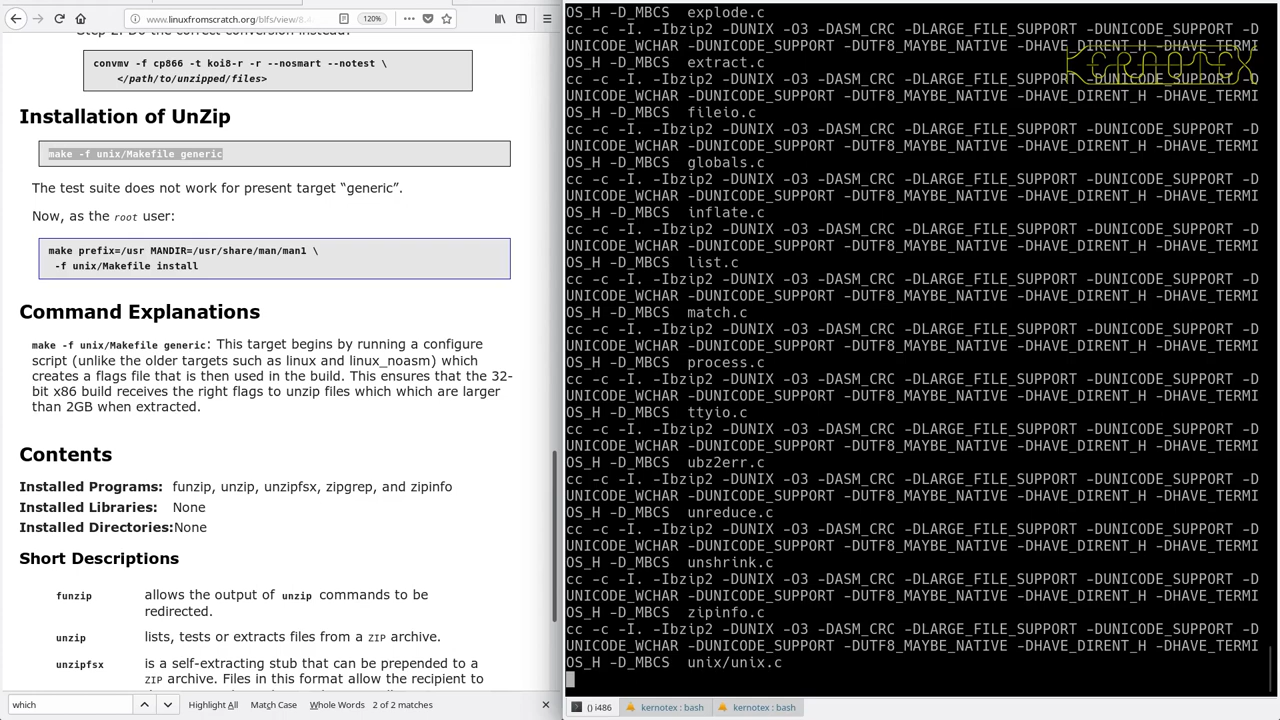 www.linuxfromscratch.org/blfs/view/8.4
120%
Step 2: Do the correct conversion instead:
convmv -f cp866 -t koi8-r -r --nosmart --notest \
</path/to/unzipped/files>
Installation of UnZip
make -f unix/Makefile generic
The test suite does not work for present target “generic”.
Now, as the root user:
make prefix=/usr MANDIR=/usr/share/man/man1 \
-f unix/Makefile install
Command Explanations
make -f unix/Makefile generic: This target begins by running a configure
script (unlike the older targets such as linux and linux_noasm) which
creates a flags file that is then used in the build. This ensures that the 32-
bit x86 build receives the right flags to unzip files which which are larger
than 2GB when extracted.
Contents
Installed Programs: funzip, unzip, unzipfsx, zipgrep, and zipinfo
Installed Libraries: None
Installed Directories:None
Short Descriptions
funzip allows the output of unzip commands to be
redirected.
unzip lists, tests or extracts files from a ZIP archive.
unzipfsx is a self-extracting stub that can be prepended to a
ZIP archive. Files in this format allow the recipient to
which
Highlight All Match Case Whole Words 2 of 2 matches
OS_H -D_MBCS explode.c
cc -c -I. -Ibzip2 -DUNIX -O3 -DASM_CRC -DLARGE_FILE_SUPPORT -DUNICODE_SUPPORT -D
UNICODE_WCHAR -DUNICODE_SUPPORT -DUTF8_MAYBE_NATIVE -DHAVE_DIRENT_H -DHAVE_TERMI
OS_H -D_MBCS extract.c
cc -c -I. -Ibzip2 -DUNIX -O3 -DASM_CRC -DLARGE_FILE_SUPPORT -DUNICODE_SUPPORT -D
UNICODE_WCHAR -DUNICODE_SUPPORT -DUTF8_MAYBE_NATIVE -DHAVE_DIRENT_H -DHAVE_TERMI
OS_H -D_MBCS fileio.c
cc -c -I. -Ibzip2 -DUNIX -O3 -DASM_CRC -DLARGE_FILE_SUPPORT -DUNICODE_SUPPORT -D
UNICODE_WCHAR -DUNICODE_SUPPORT -DUTF8_MAYBE_NATIVE -DHAVE_DIRENT_H -DHAVE_TERMI
OS_H -D_MBCS globals.c
cc -c -I. -Ibzip2 -DUNIX -O3 -DASM_CRC -DLARGE_FILE_SUPPORT -DUNICODE_SUPPORT -D
UNICODE_WCHAR -DUNICODE_SUPPORT -DUTF8_MAYBE_NATIVE -DHAVE_DIRENT_H -DHAVE_TERMI
OS_H -D_MBCS inflate.c
cc -c -I. -Ibzip2 -DUNIX -O3 -DASM_CRC -DLARGE_FILE_SUPPORT -DUNICODE_SUPPORT -D
UNICODE_WCHAR -DUNICODE_SUPPORT -DUTF8_MAYBE_NATIVE -DHAVE_DIRENT_H -DHAVE_TERMI
OS_H -D_MBCS list.c
cc -c -I. -Ibzip2 -DUNIX -O3 -DASM_CRC -DLARGE_FILE_SUPPORT -DUNICODE_SUPPORT -D
UNICODE_WCHAR -DUNICODE_SUPPORT -DUTF8_MAYBE_NATIVE -DHAVE_DIRENT_H -DHAVE_TERMI
OS_H -D_MBCS match.c
cc -c -I. -Ibzip2 -DUNIX -O3 -DASM_CRC -DLARGE_FILE_SUPPORT -DUNICODE_SUPPORT -D
UNICODE_WCHAR -DUNICODE_SUPPORT -DUTF8_MAYBE_NATIVE -DHAVE_DIRENT_H -DHAVE_TERMI
OS_H -D_MBCS process.c
cc -c -I. -Ibzip2 -DUNIX -O3 -DASM_CRC -DLARGE_FILE_SUPPORT -DUNICODE_SUPPORT -D
UNICODE_WCHAR -DUNICODE_SUPPORT -DUTF8_MAYBE_NATIVE -DHAVE_DIRENT_H -DHAVE_TERMI
OS_H -D_MBCS ttyio.c
cc -c -I. -Ibzip2 -DUNIX -O3 -DASM_CRC -DLARGE_FILE_SUPPORT -DUNICODE_SUPPORT -D
UNICODE_WCHAR -DUNICODE_SUPPORT -DUTF8_MAYBE_NATIVE -DHAVE_DIRENT_H -DHAVE_TERMI
OS_H -D_MBCS ubz2err.c
cc -c -I. -Ibzip2 -DUNIX -O3 -DASM_CRC -DLARGE_FILE_SUPPORT -DUNICODE_SUPPORT -D
UNICODE_WCHAR -DUNICODE_SUPPORT -DUTF8_MAYBE_NATIVE -DHAVE_DIRENT_H -DHAVE_TERMI
OS_H -D_MBCS unreduce.c
cc -c -I. -Ibzip2 -DUNIX -O3 -DASM_CRC -DLARGE_FILE_SUPPORT -DUNICODE_SUPPORT -D
UNICODE_WCHAR -DUNICODE_SUPPORT -DUTF8_MAYBE_NATIVE -DHAVE_DIRENT_H -DHAVE_TERMI
OS_H -D_MBCS unshrink.c
cc -c -I. -Ibzip2 -DUNIX -O3 -DASM_CRC -DLARGE_FILE_SUPPORT -DUNICODE_SUPPORT -D
UNICODE_WCHAR -DUNICODE_SUPPORT -DUTF8_MAYBE_NATIVE -DHAVE_DIRENT_H -DHAVE_TERMI
OS_H -D_MBCS zipinfo.c
cc -c -I. -Ibzip2 -DUNIX -O3 -DASM_CRC -DLARGE_FILE_SUPPORT -DUNICODE_SUPPORT -D
UNICODE_WCHAR -DUNICODE_SUPPORT -DUTF8_MAYBE_NATIVE -DHAVE_DIRENT_H -DHAVE_TERMI
OS_H -D_MBCS unix/unix.c
KERNOTEX
() i486 kernotex : bash kernotex : bash